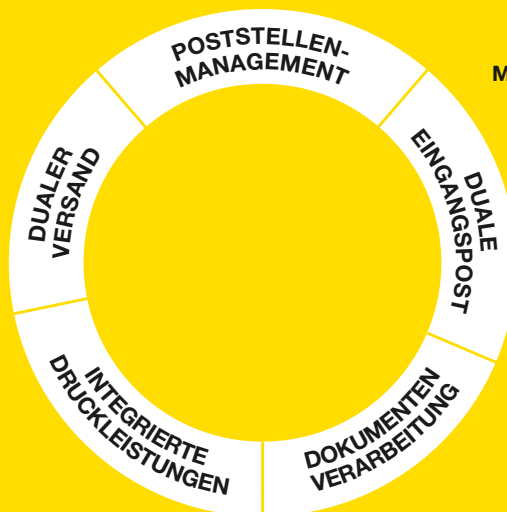 POSTSTELLEN-
MANAGEMENT
M
DUALE
EINGANGSPOST
DOKUMENTEN
VERARBEITUNG
INTEGRIERTE
DRUCKLEISTUNGEN
DUALER
VERSAND